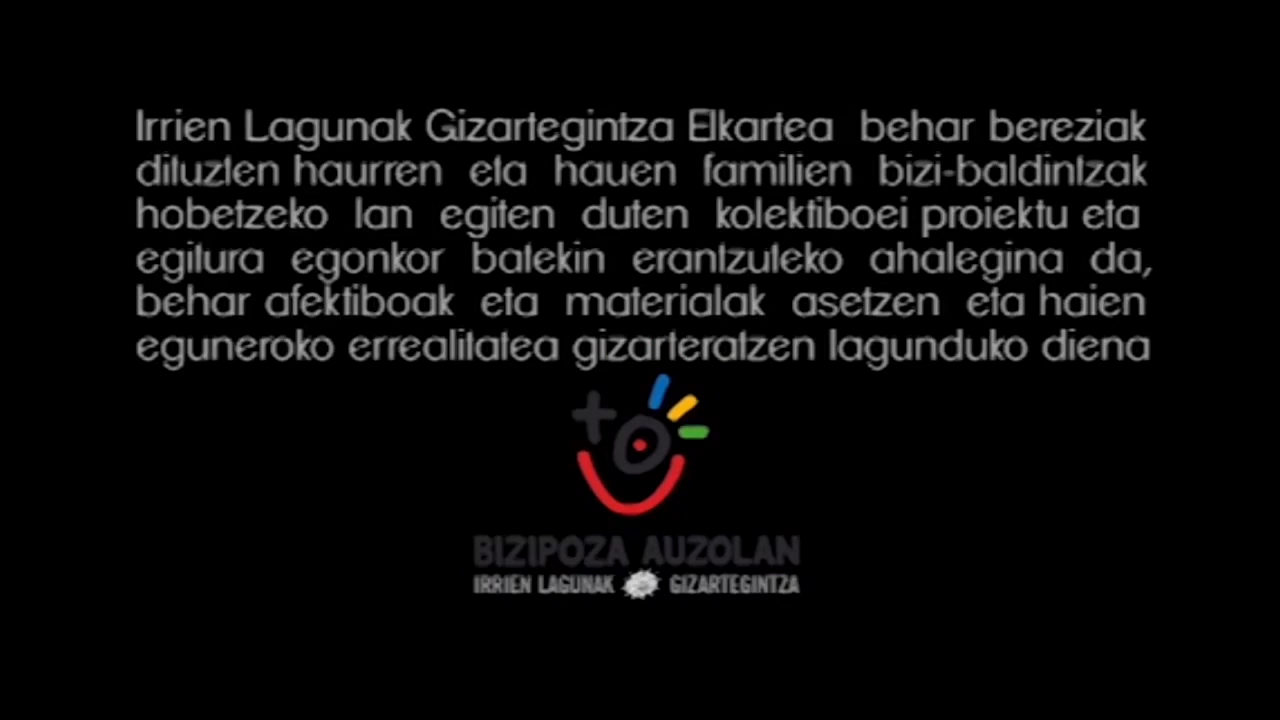 Irrien Lagunak Gizartegintza Elkartea behar bereziak
dituzten haurren eta hauen familien bizi-baldintzak
hobetzeko lan egiten duten kolektiboei proiektu eta
egitura egonkor batekin erantzuteko ahalegina da,
behar afektiboak eta materialak asetzen eta haien
eguneroko errealitatea gizarteratzen lagunduko diena
BIZIPOZA AUZOLAN
IRRIEN LAGUNAK GIZARTEGINTZA